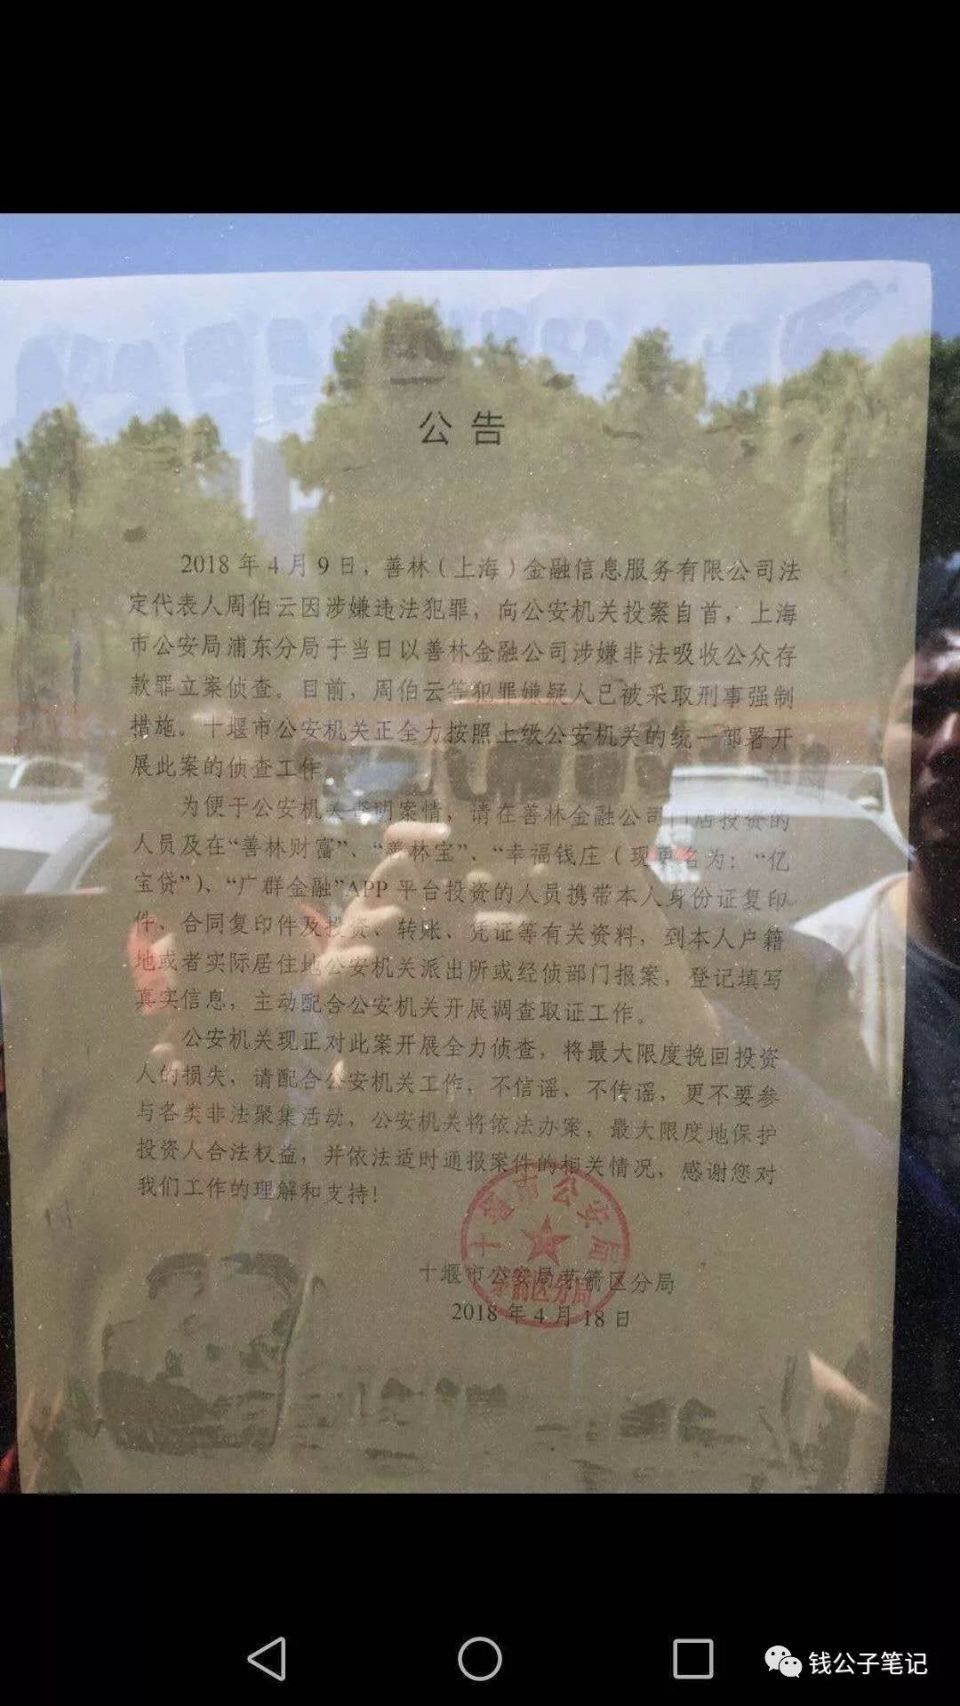 公告
2018年4月9日，善林（上海）金融信息服务有限公司法
定代表人周伯云因涉嫌违法犯罪，向公安机关投案自首，上海
市公安局浦东分局于当日以善林金融公司涉嫌非法吸收公众存
款罪立案侦查。目前，周伯云等犯罪嫌疑人已被采取刑事强制
措施。十堰市公安机关正全力按照上级公安机关的统一部署开
展此案的侦查工作
为便于公安机关查明案情，请在善林金融公司门店投资的
人员及在“善林财富”、“善林宝”、“幸福钱庄（现更名为：“亿
宝贷”）、“广群金融”APP平台投资的人员携带本人身份证复印
件、合同复印件及投资、转账、凭证等有关资料，到本人户籍
地或者实际居住地公安机关派出所或经侦部门报案，登记填写
真实信息，主动配合公安机关开展调查取证工作。
公安机关现正对此案开展全力侦查，将最大限度挽回投资
人的损失，请配合公安机关工作，不信谣、不传谣，更不要参
与各类非法聚集活动，公安机关将依法办案，最大限度地保护
投资人合法权益，并依法适时通报案件的相关情况，感谢您对
我们工作的理解和支持！
十堰市公安局
茅箭区分局
十堰市公安局茅箭区分局
2018年4月18日
钱公子笔记